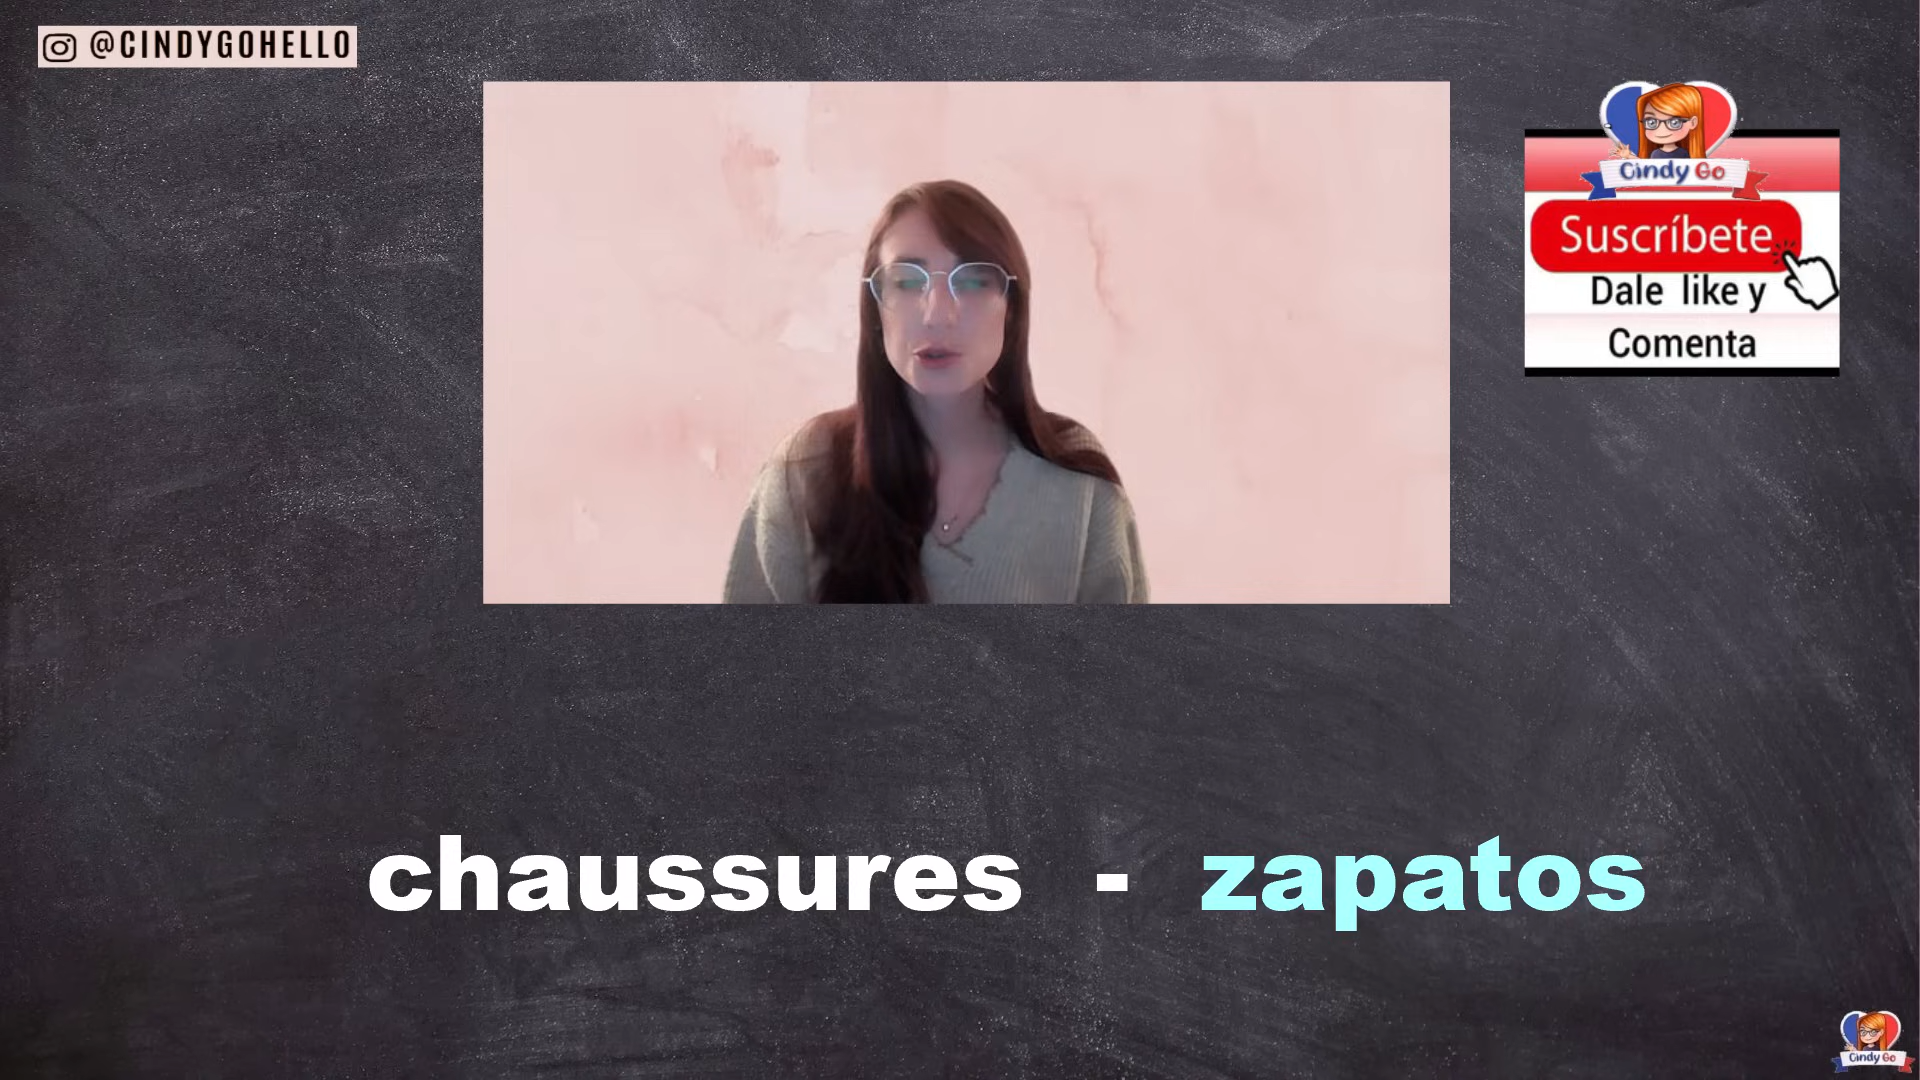 @CINDYGOHELLO
Cindy Go
Suscríbete
Dale like y
Comenta
chaussures - zapatos
Cindy Go